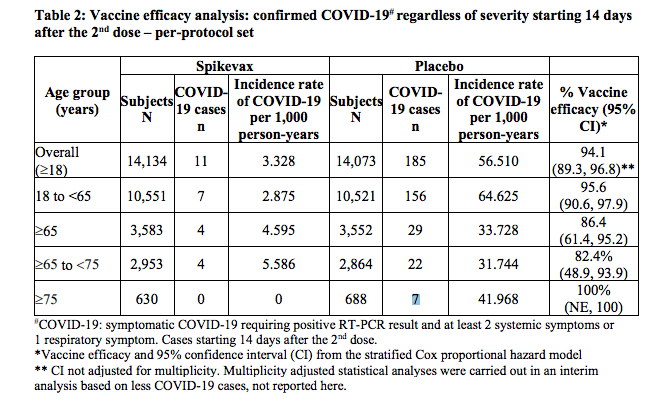 Table 2: Vaccine efficacy analysis: confirmed COVID-19# regardless of severity starting 14 days
after the 2nd dose – per-protocol set
Spikevax Placebo
Age group (years) Subjects N COVID-19 cases n Incidence rate of COVID-19 per 1,000 person-years Subjects N COVID-19 cases n Incidence rate of COVID-19 per 1,000 person-years % Vaccine efficacy (95% CI)*
Overall (≥18) 14,134 11 3.328 14,073 185 56.510 94.1 (89.3, 96.8)**
18 to <65 10,551 7 2.875 10,521 156 64.625 95.6 (90.6, 97.9)
≥65 3,583 4 4.595 3,552 29 33.728 86.4 (61.4, 95.2)
≥65 to <75 2,953 4 5.586 2,864 22 31.744 82.4% (48.9, 93.9)
≥75 630 0 0 688 7 41.968 100% (NE, 100)
#COVID-19: symptomatic COVID-19 requiring positive RT-PCR result and at least 2 systemic symptoms or
1 respiratory symptom. Cases starting 14 days after the 2nd dose.
*Vaccine efficacy and 95% confidence interval (CI) from the stratified Cox proportional hazard model
** CI not adjusted for multiplicity. Multiplicity adjusted statistical analyses were carried out in an interim
analysis based on less COVID-19 cases, not reported here.